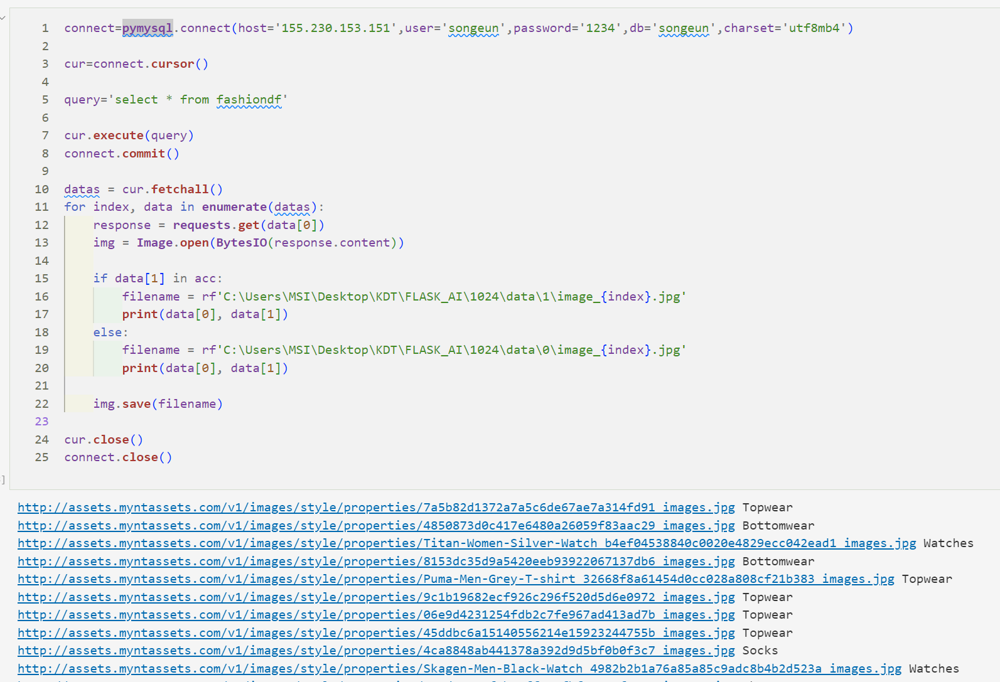 1 connect=pymysql.connect(host='155.230.153.151',user='songeun',password='1234',db='songeun',charset='utf8mb4')
2
3 cur=connect.cursor()
4
5 query='select * from fashiondf'
6
7 cur.execute(query)
8 connect.commit()
9
10 datas = cur.fetchall()
11 for index, data in enumerate(datas):
12     response = requests.get(data[0])
13     img = Image.open(BytesIO(response.content))
14
15     if data[1] in acc:
16         filename = rf'C:\Users\MSI\Desktop\KDT\FLASK_AI\1024\data\1\image_{index}.jpg'
17         print(data[0], data[1])
18     else:
19         filename = rf'C:\Users\MSI\Desktop\KDT\FLASK_AI\1024\data\0\image_{index}.jpg'
20         print(data[0], data[1])
21
22     img.save(filename)
23
24 cur.close()
25 connect.close()
]
http://assets.myntassets.com/v1/images/style/properties/7a5b82d1372a7a5c6de67ae7a314fd91_images.jpg Topwear
http://assets.myntassets.com/v1/images/style/properties/4850873d0c417e6480a26059f83aac29_images.jpg Bottomwear
http://assets.myntassets.com/v1/images/style/properties/Titan-Women-Silver-Watch_b4ef04538840c0020e4829ecc042ead1_images.jpg Watches
http://assets.myntassets.com/v1/images/style/properties/8153dc35d9a5420eeb93922067137db6_images.jpg Bottomwear
http://assets.myntassets.com/v1/images/style/properties/Puma-Men-Grey-T-shirt_32668f8a61454d0cc028a808cf21b383_images.jpg Topwear
http://assets.myntassets.com/v1/images/style/properties/9c1b19682ecf926c296f520d5d6e0972_images.jpg Topwear
http://assets.myntassets.com/v1/images/style/properties/06e9d4231254fdb2c7fe967ad413ad7b_images.jpg Topwear
http://assets.myntassets.com/v1/images/style/properties/45ddbc6a15140556214e15923244755b_images.jpg Topwear
http://assets.myntassets.com/v1/images/style/properties/4ca8848ab441378a392d9d5bf0b0f3c7_images.jpg Socks
http://assets.myntassets.com/v1/images/style/properties/Skagen-Men-Black-Watch_4982b2b1a76a85a85c9adc8b4b2d523a_images.jpg Watches